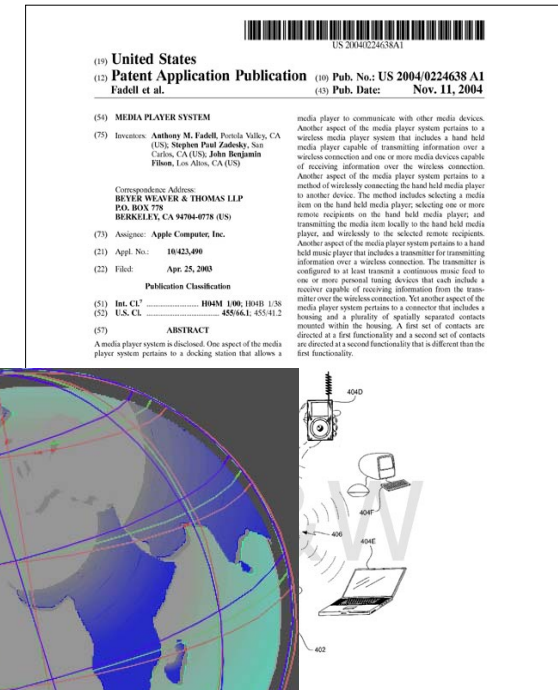 US 20040224638A1
(19) United States
(12) Patent Application Publication (10) Pub. No.: US 2004/0224638 A1
Fadell et al. (43) Pub. Date: Nov. 11, 2004
(54) MEDIA PLAYER SYSTEM
(75) Inventors: Anthony M. Fadell, Portola Valley, CA
(US); Stephen Paul Zadesky, San
Carlos, CA (US); John Benjamin
Filson, Los Altos, CA (US)
Correspondence Address:
BEYER WEAVER & THOMAS LLP
P.O. BOX 778
BERKELEY, CA 94704-0778 (US)
(73) Assignee: Apple Computer, Inc.
(21) Appl. No.: 10/423,490
(22) Filed: Apr. 25, 2003
Publication Classification
(51) Int. Cl.7 ........................ H04M 1/00; H04B 1/38
(52) U.S. Cl. ........................ 455/66.1; 455/41.2
(57) ABSTRACT
A media player system is disclosed. One aspect of the media
player system pertains to a docking station that allows a
media player to communicate with other media devices.
Another aspect of the media player system pertains to a
wireless media player system that includes a hand held
media player capable of transmitting information over a
wireless connection and one or more media devices capable
of receiving information over the wireless connection.
Another aspect of the media player system pertains to a
method of wirelessly connecting the hand held media player
to another device. The method includes selecting a media
item on the hand held media player; selecting one or more
remote recipients on the hand held media player; and
transmitting the media item locally to the hand held media
player, and wirelessly to the selected remote recipients.
Another aspect of the media player system pertains to a hand
held music player that includes a transmitter for transmitting
information over a wireless connection. The transmitter is
configured to at least transmit a continuous music feed to
one or more personal tuning devices that each include a
receiver capable of receiving information from the trans-
mitter over the wireless connection. Yet another aspect of the
media player system pertains to a connector that includes a
housing and a plurality of spatially separated contacts
mounted within the housing. A first set of contacts are
directed at a first functionality and a second set of contacts
are directed at a second functionality that is different than the
first functionality.
404D
404F
406
404E
W
402